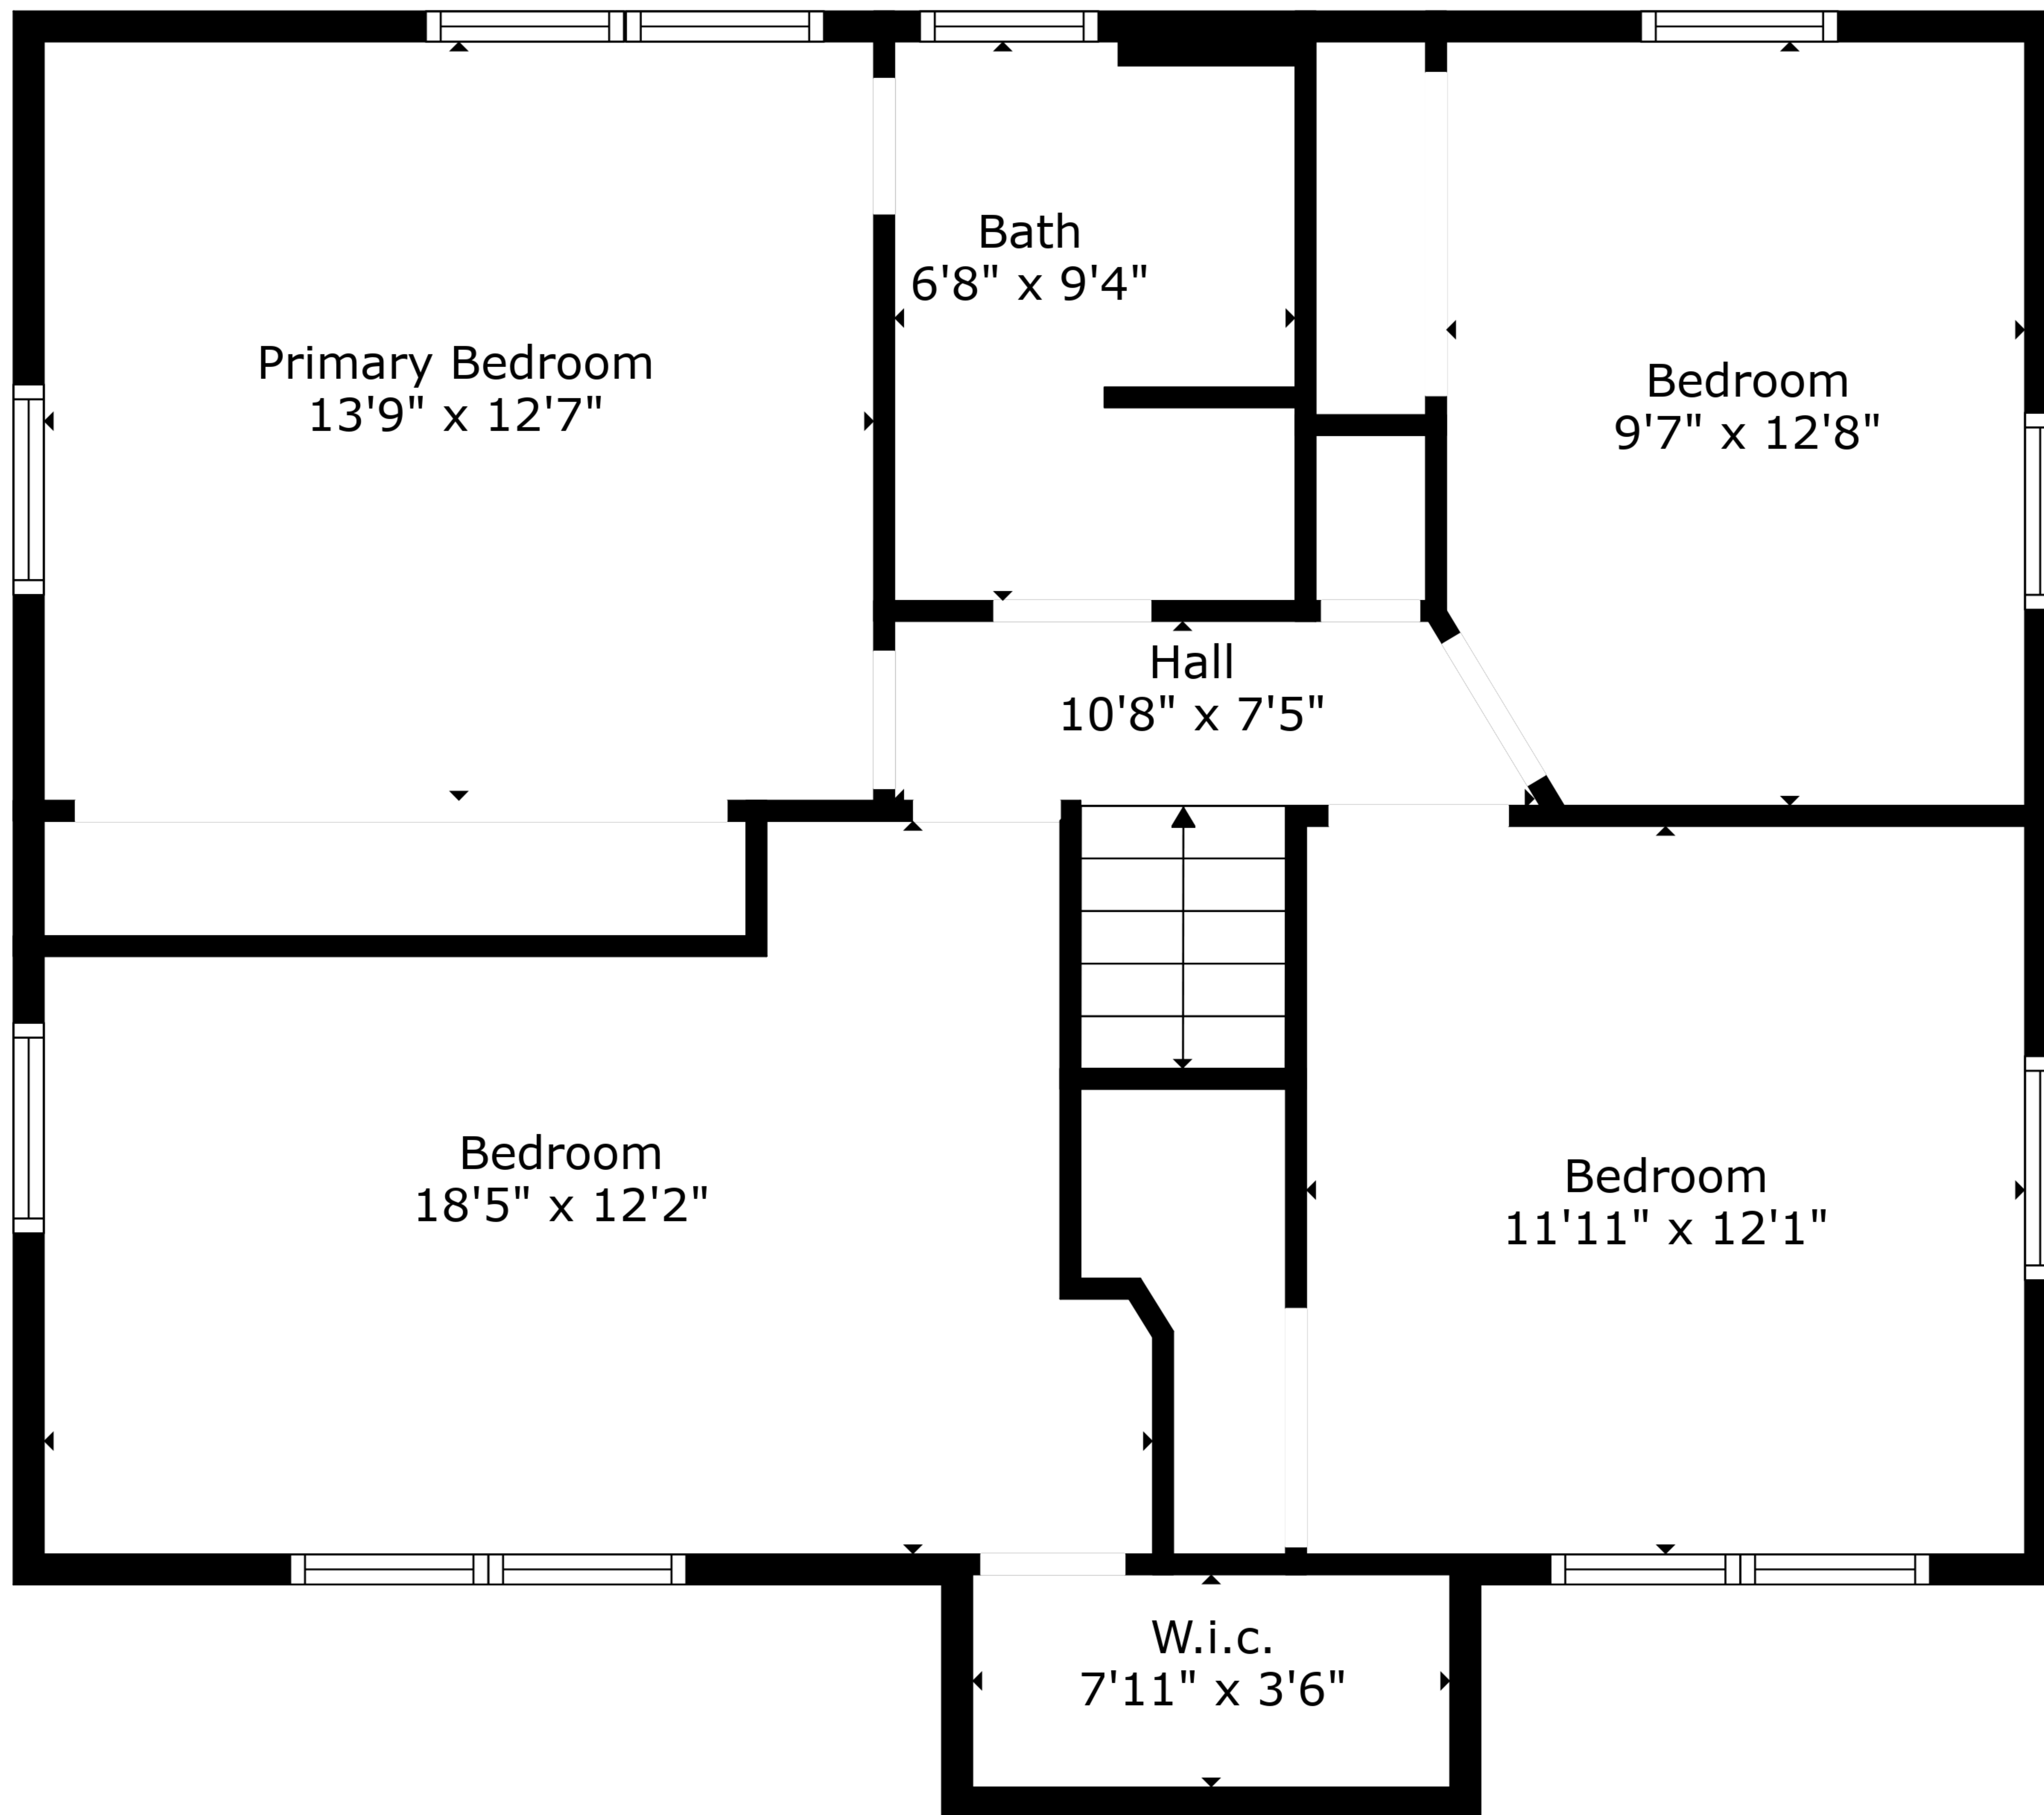 Bath
6'8" x 9'4"
Primary Bedroom
13'9" x 12'7"
Bedroom
9'7" x 12'8"
Hall
10'8" x 7'5"
Bedroom
18'5" x 12'2"
Bedroom
11'11" x 12'1"
W.i.c.
7'11" x 3'6"